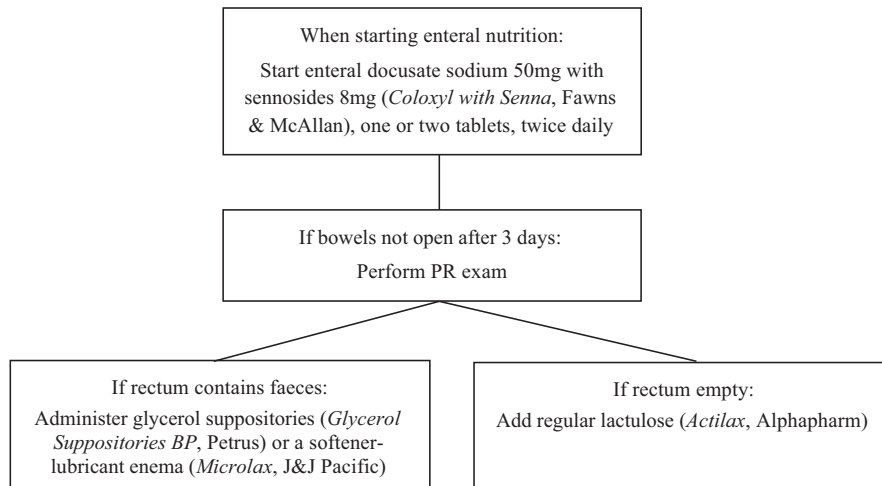 When starting enteral nutrition:
Start enteral docusate sodium 50mg with
sennosides 8mg (Coloxyl with Senna, Fawns
& McAllan), one or two tablets, twice daily
If bowels not open after 3 days:
Perform PR exam
If rectum contains faeces:
Administer glycerol suppositories (Glycerol
Suppositories BP, Petrus) or a softener-
lubricant enema (Microlax, J&J Pacific)
If rectum empty:
Add regular lactulose (Actilax, Alphapharm)